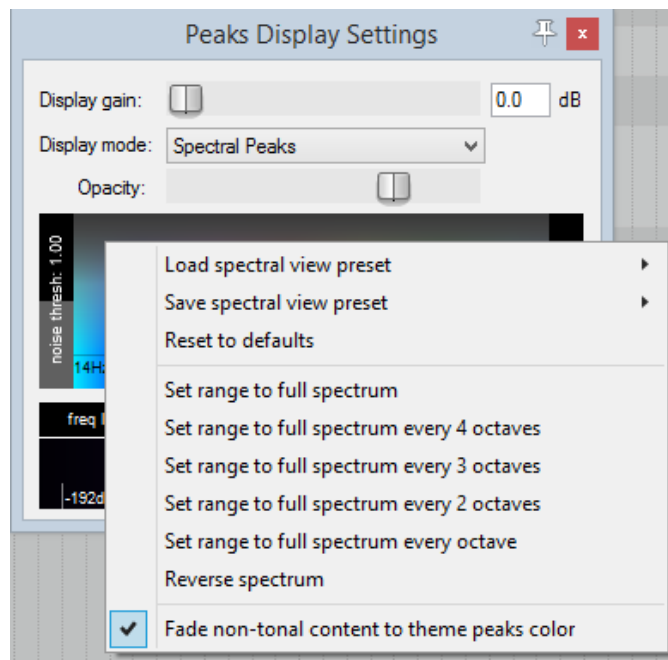 Peaks Display Settings
x
Display gain:
0.0 dB
Display mode: Spectral Peaks
Opacity:
noise thresh: 1.00
14Hz
freq
-192d
Load spectral view preset
Save spectral view preset
Reset to defaults
Set range to full spectrum
Set range to full spectrum every 4 octaves
Set range to full spectrum every 3 octaves
Set range to full spectrum every 2 octaves
Set range to full spectrum every octave
Reverse spectrum
Fade non-tonal content to theme peaks color